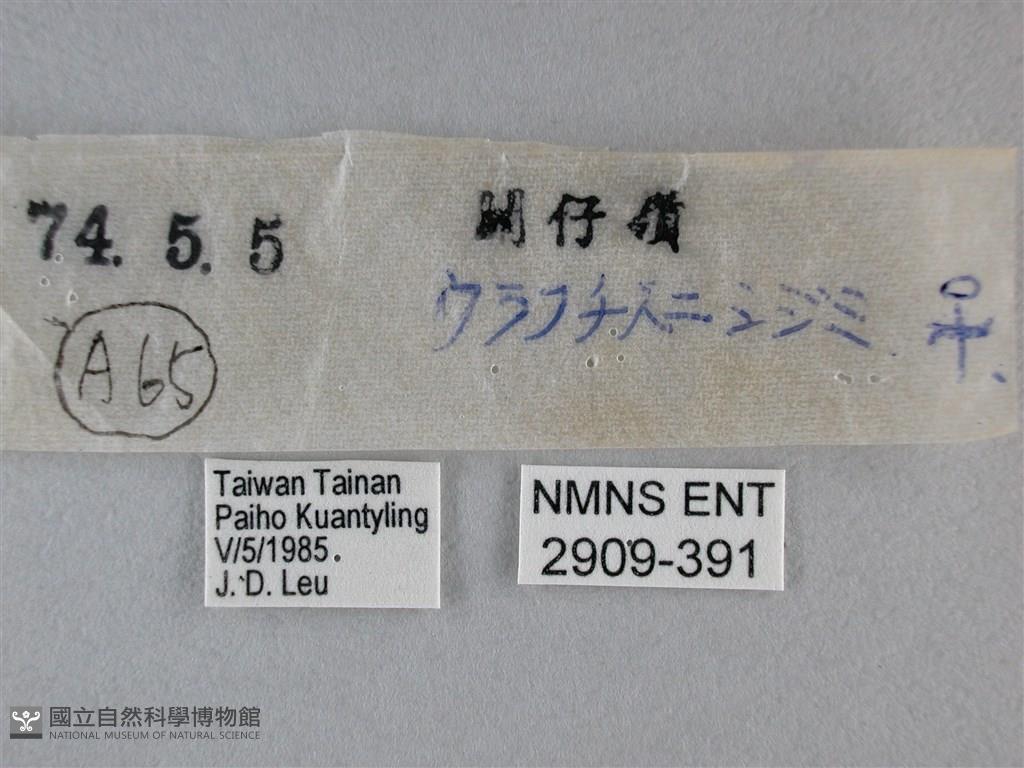 74. 5. 5
關仔嶺
ウラフチベニシジミ ♀.
A65
Taiwan Tainan
Paiho Kuantyling
V/5/1985.
J. D. Leu
NMNS ENT
2909-391
國立自然科學博物館
NATIONAL MUSEUM OF NATURAL SCIENCE